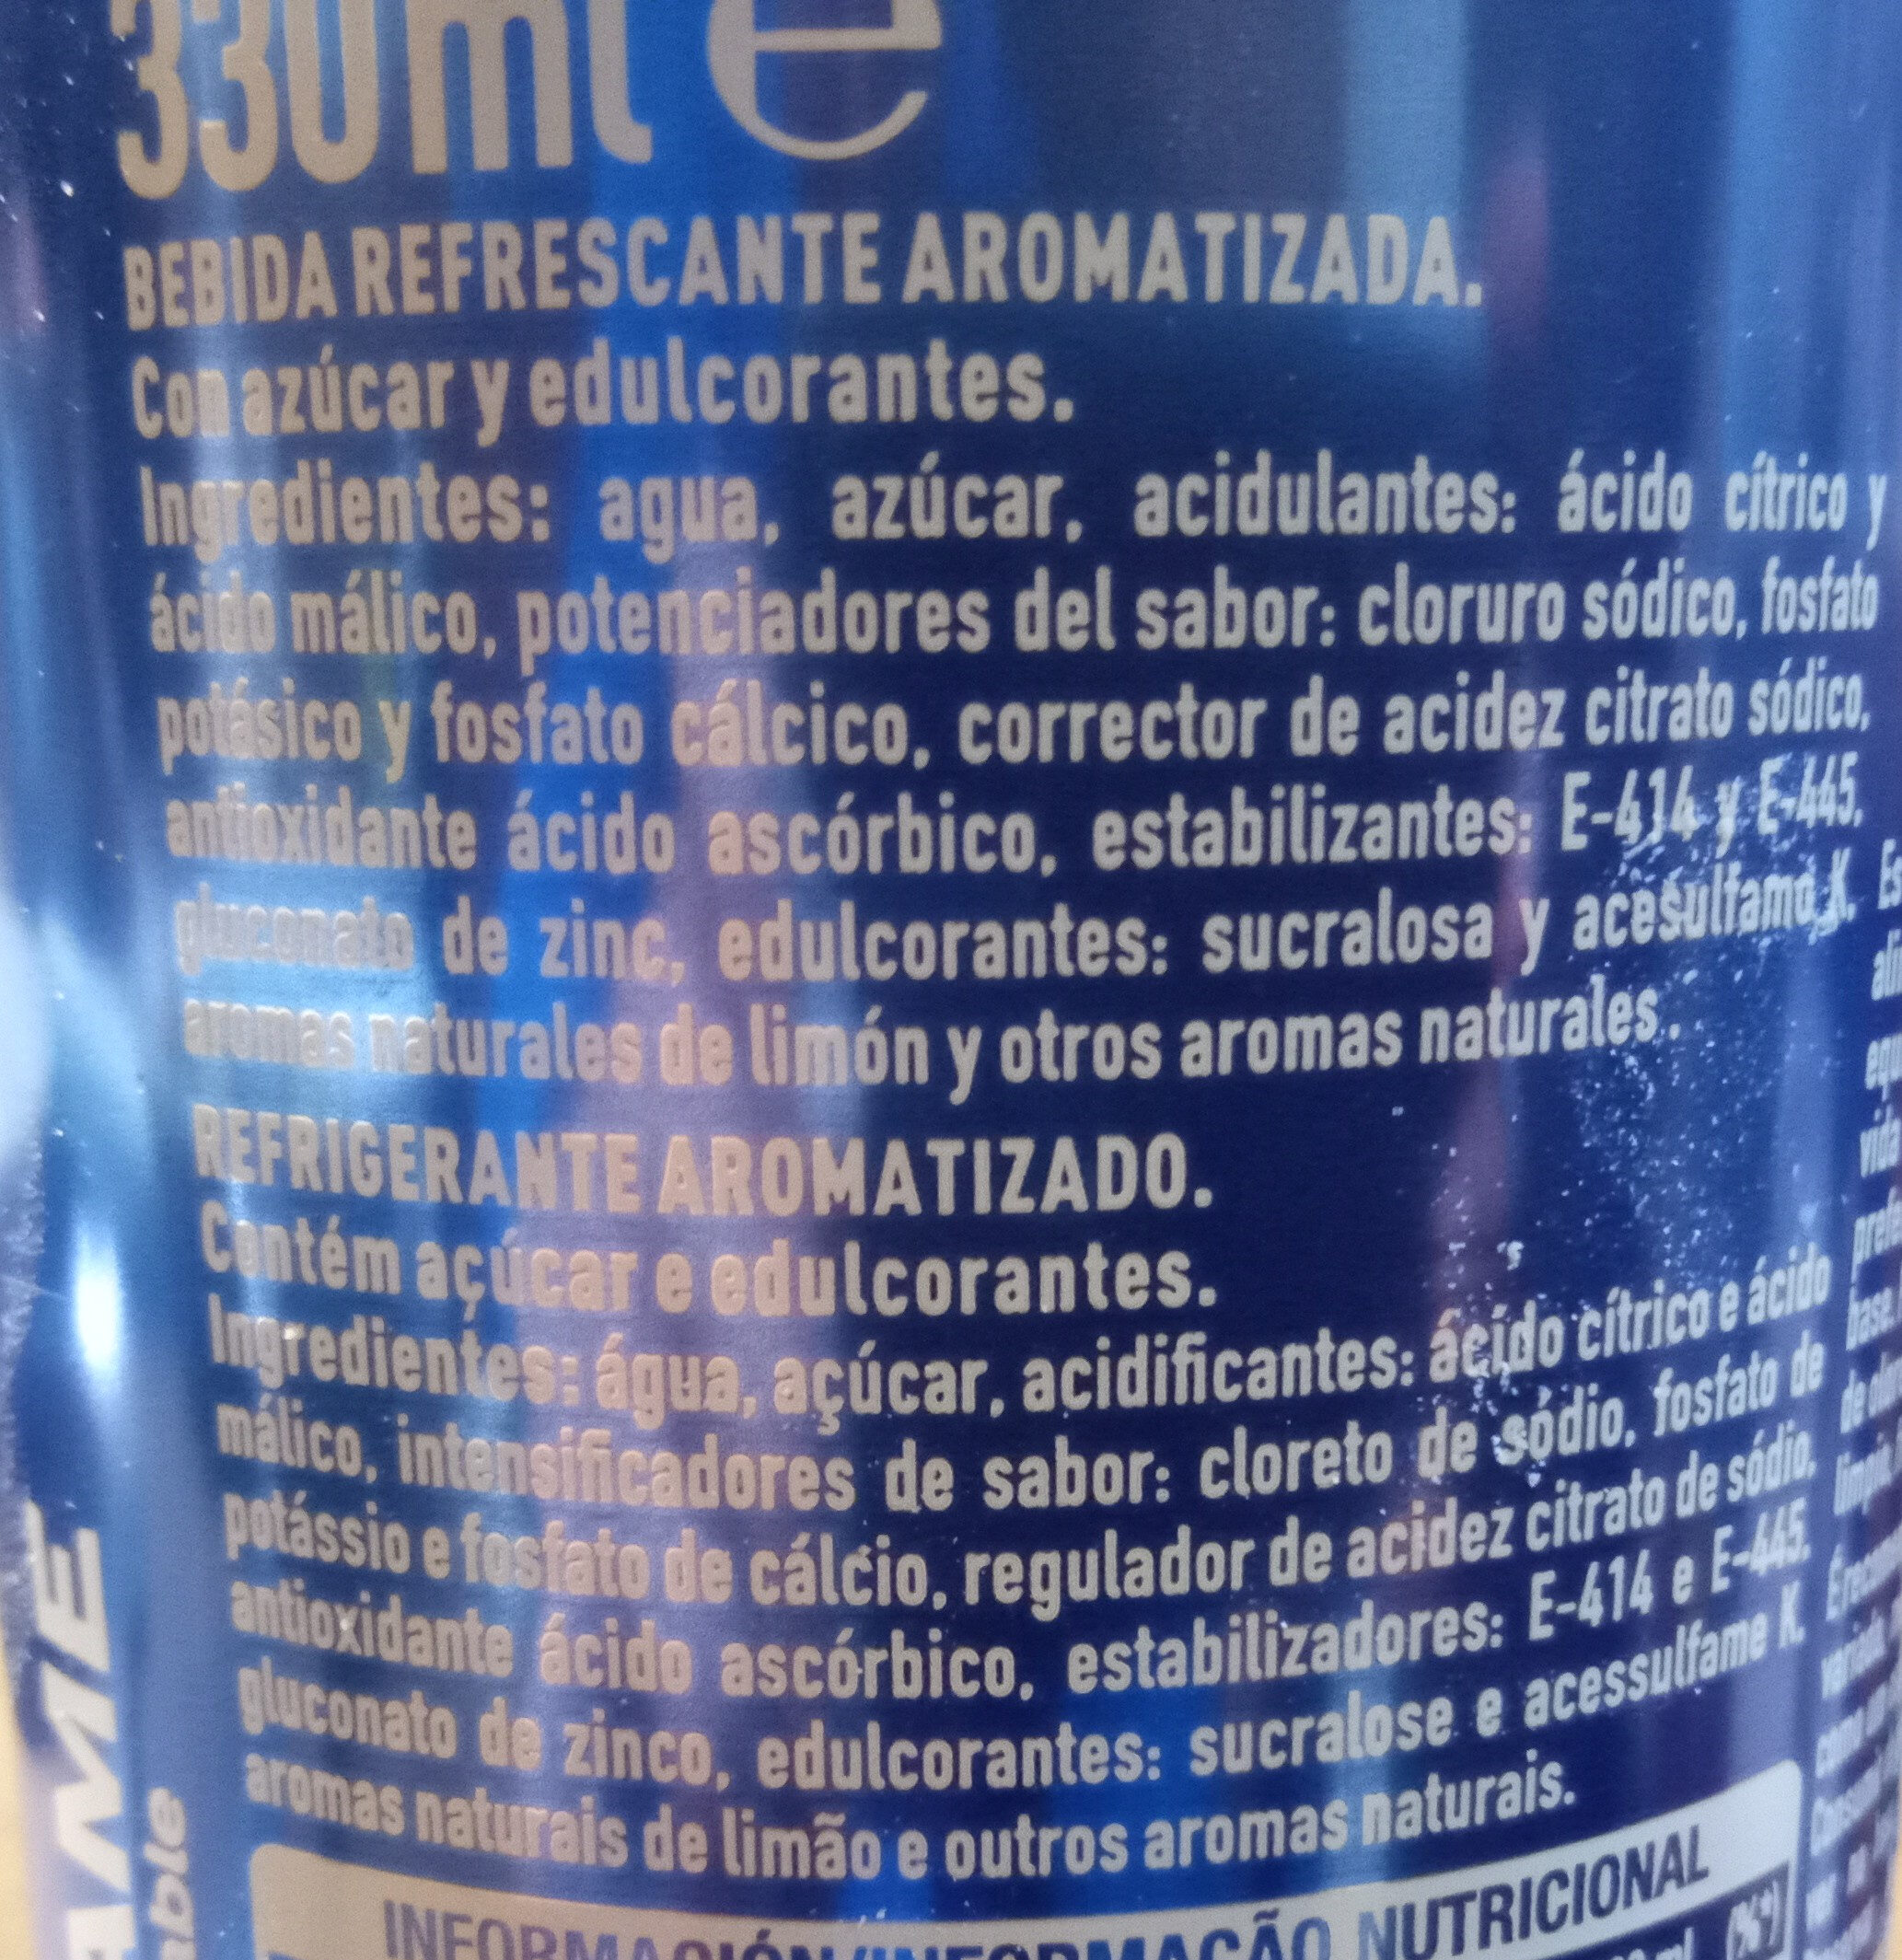 330ml e
BEBIDA REFRESCANTE AROMATIZADA.
Con azúcar y edulcorantes.
Ingredientes: agua, azúcar, acidulantes: ácido cítrico y
ácido málico, potenciadores del sabor: cloruro sódico, fosfato
potásico y fosfato cálcico, corrector de acidez citrato sódico,
antioxidante ácido ascórbico, estabilizantes: E-414 y E-445,
gluconato de zinc, edulcorantes: sucralosa y acesulfamo K,
aromas naturales de limón y otros aromas naturales.
REFRIGERANTE AROMATIZADO.
Contém açúcar e edulcorantes.
Ingredientes: água, açúcar, acidificantes: ácido cítrico e ácido
málico, intensificadores de sabor: cloreto de sódio, fosfato de
potássio e fosfato de cálcio, regulador de acidez citrato de sódio,
antioxidante ácido ascórbico, estabilizadores: E-414 e E-445,
gluconato de zinco, edulcorantes: sucralose e acessulfame K,
aromas naturais de limão e outros aromas naturais.
INFORMACIÓN/INFORMAÇÃO NUTRICIONAL